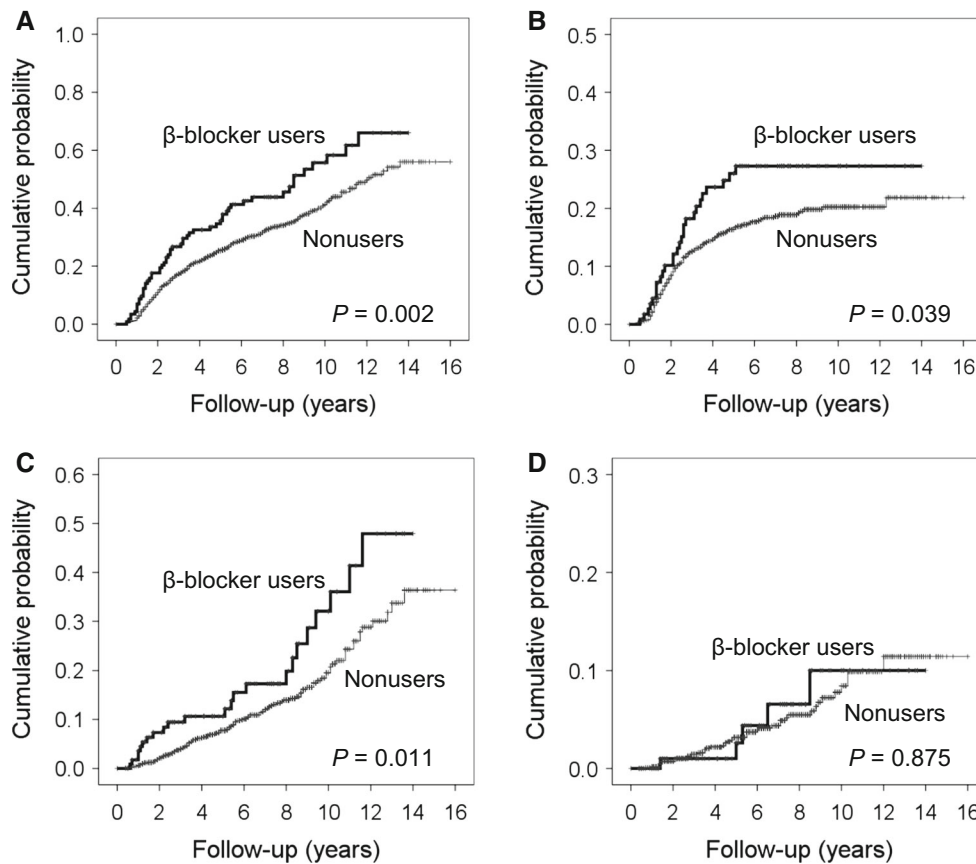 A
Cumulative probability
1.0
0.8
0.6
0.4
0.2
0.0
β-blocker users
Nonusers
P = 0.002
0 2 4 6 8 10 12 14 16
Follow-up (years)
B
Cumulative probability
0.5
0.4
0.3
0.2
0.1
0.0
β-blocker users
Nonusers
P = 0.039
0 2 4 6 8 10 12 14 16
Follow-up (years)
C
Cumulative probability
0.6
0.5
0.4
0.3
0.2
0.1
0.0
β-blocker users
Nonusers
P = 0.011
0 2 4 6 8 10 12 14 16
Follow-up (years)
D
Cumulative probability
0.3
0.2
0.1
0.0
β-blocker users
Nonusers
P = 0.875
0 2 4 6 8 10 12 14 16
Follow-up (years)